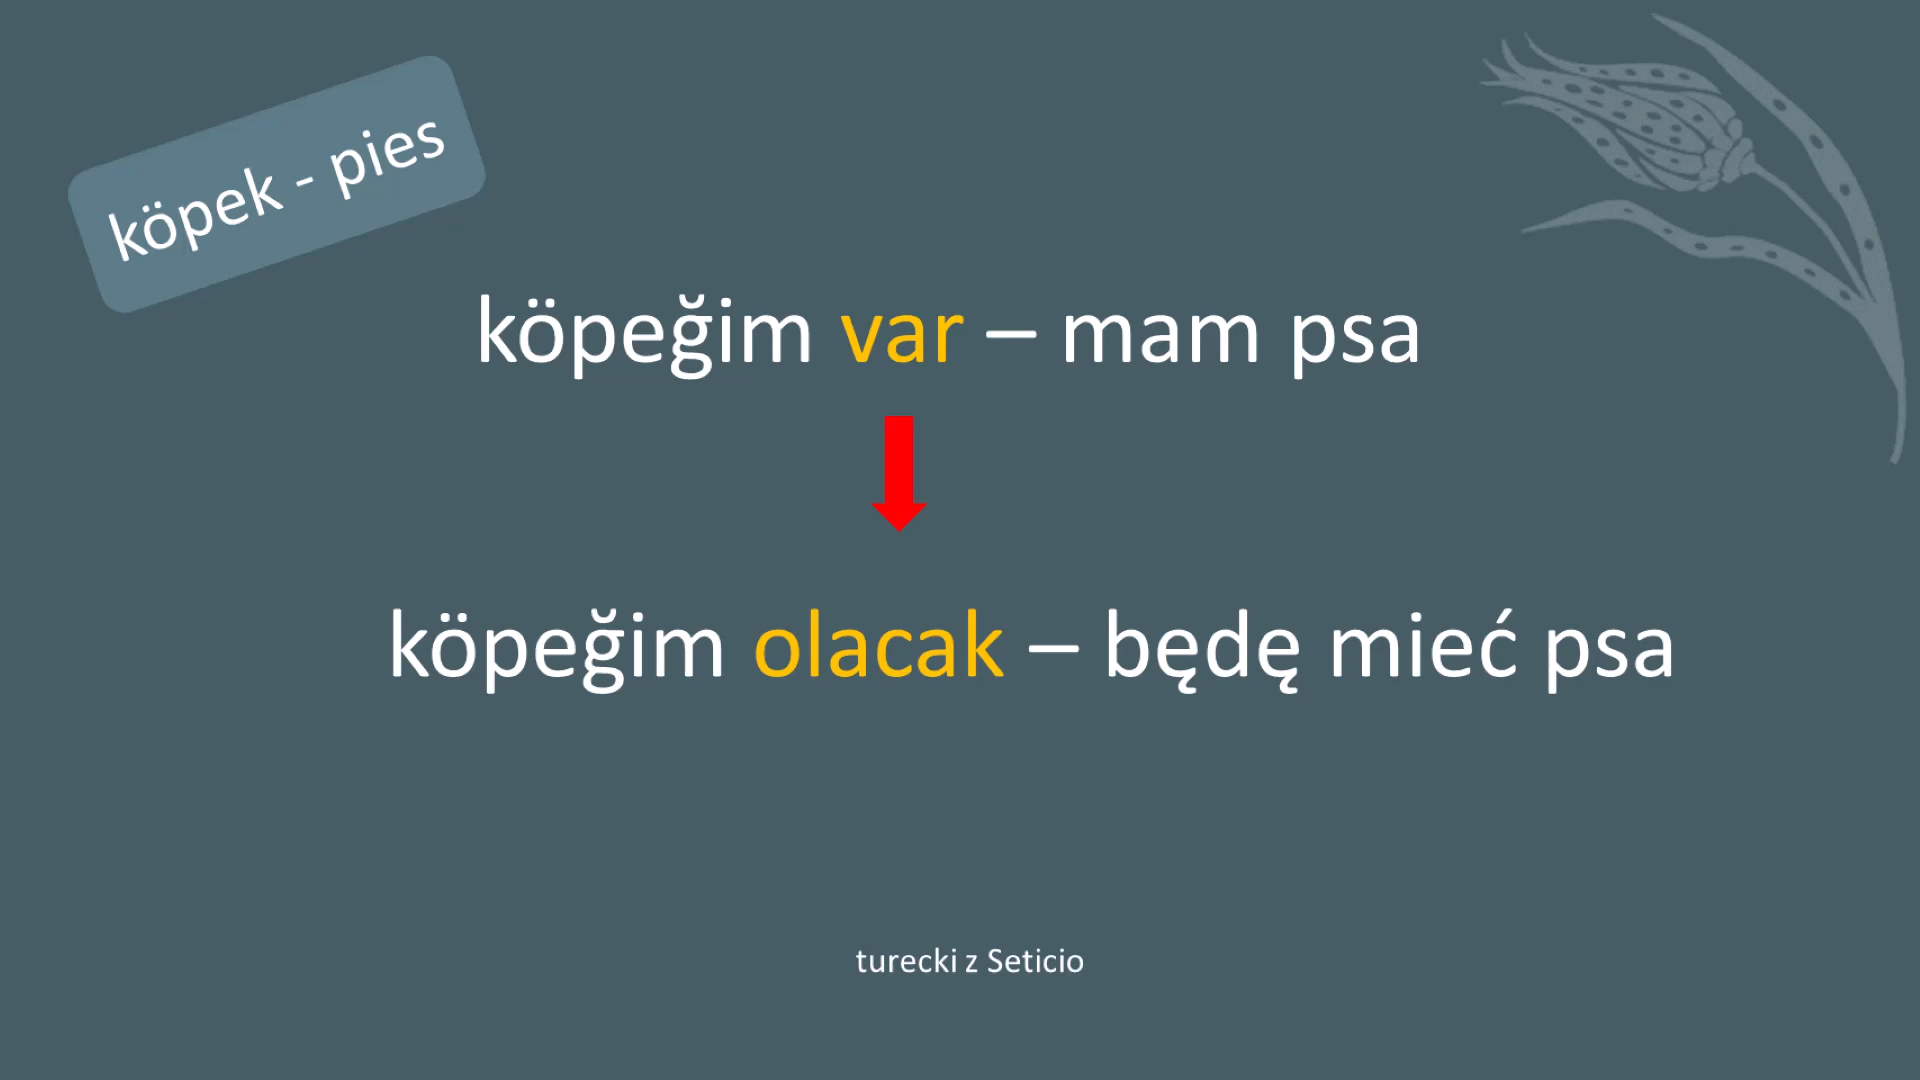 köpek - pies
köpeğim var – mam psa
köpeğim olacak – będę mieć psa
turecki z Seticio